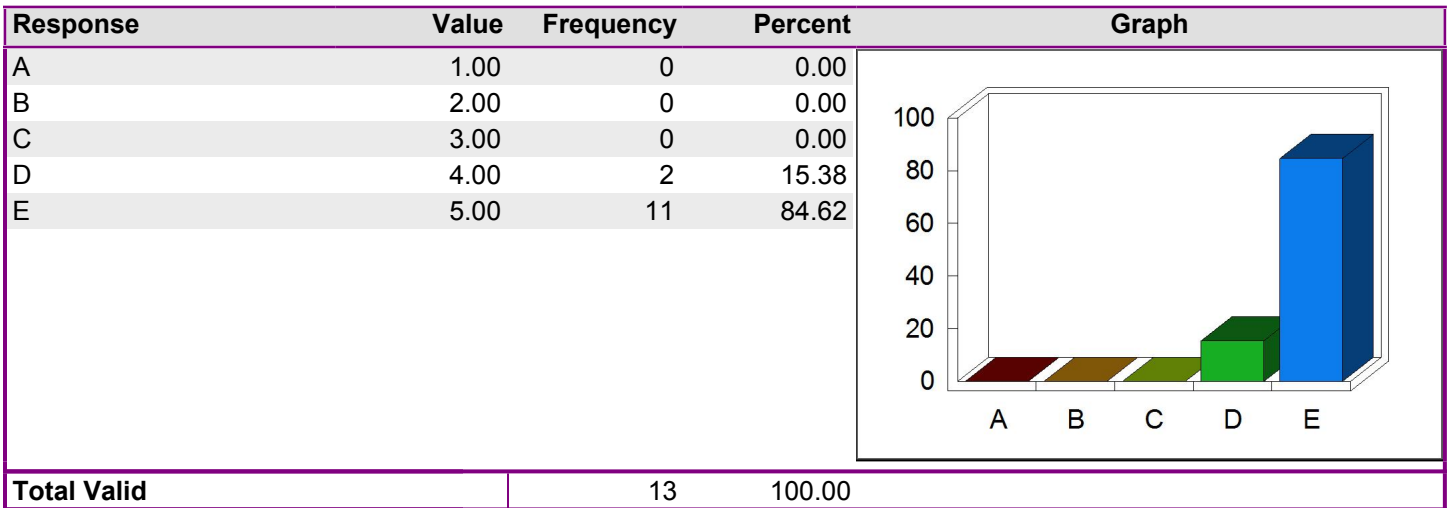 Response Value Frequency Percent Graph
A 1.00 0 0.00
B 2.00 0 0.00
C 3.00 0 0.00
D 4.00 2 15.38
E 5.00 11 84.62
100
80
60
40
20
0
A B C D E
Total Valid 13 100.00